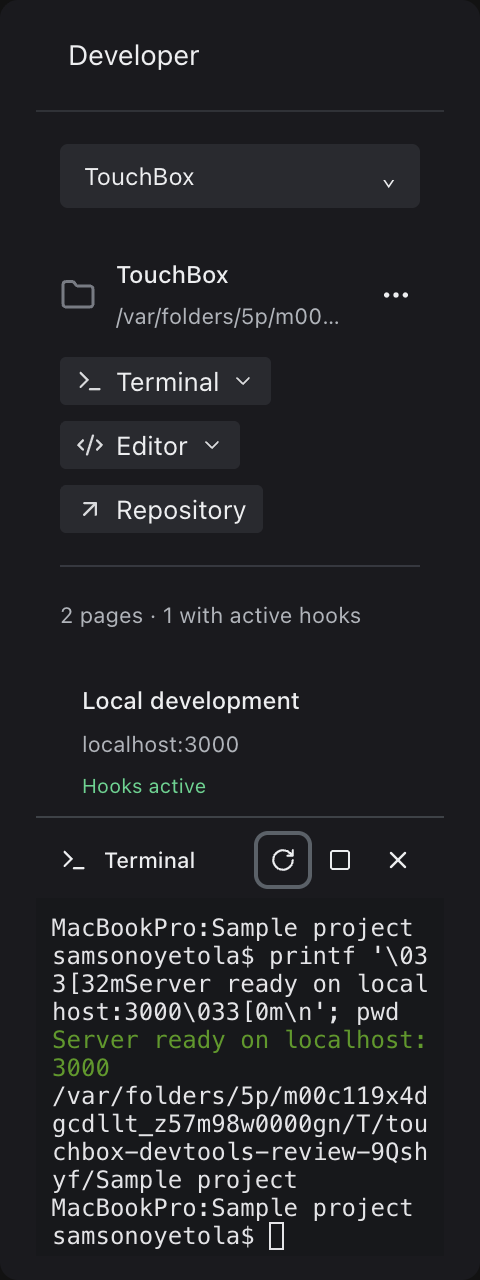 Developer
TouchBox
TouchBox
/var/folders/5p/m00...
Terminal
Editor
Repository
2 pages · 1 with active hooks
Local development
localhost:3000
Hooks active
Terminal
MacBookPro:Sample project
samsonoyetola$ printf '\03
3[32mServer ready on local
host:3000\033[0m\n'; pwd
Server ready on localhost:
3000
/var/folders/5p/m00c119x4d
gcdllt_z57m98w0000gn/T/tou
chbox-devtools-review-9Qsh
yf/Sample project
MacBookPro:Sample project
samsonoyetola$